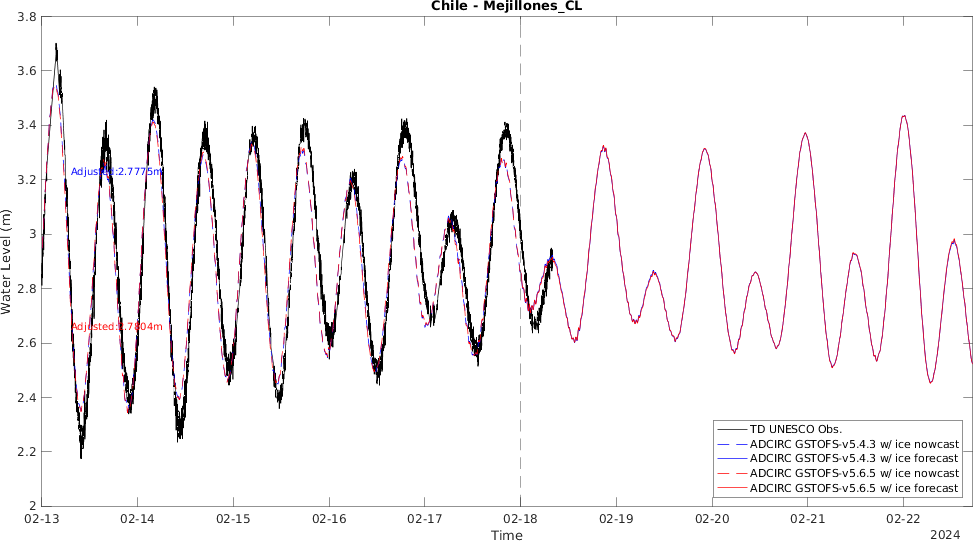 Chile - Mejillones_CL
3.8
3.6
3.4
3.2
3
2.8
2.6
2.4
2.2
2
Water Level (m)
Adjusted:2.7775m
Adjusted:2.7804m
TD UNESCO Obs.
ADCIRC GSTOFS-v5.4.3 w/ ice nowcast
ADCIRC GSTOFS-v5.4.3 w/ ice forecast
ADCIRC GSTOFS-v5.6.5 w/ ice nowcast
ADCIRC GSTOFS-v5.6.5 w/ ice forecast
02-13 02-14 02-15 02-16 02-17 02-18 02-19 02-20 02-21 02-22
Time
2024